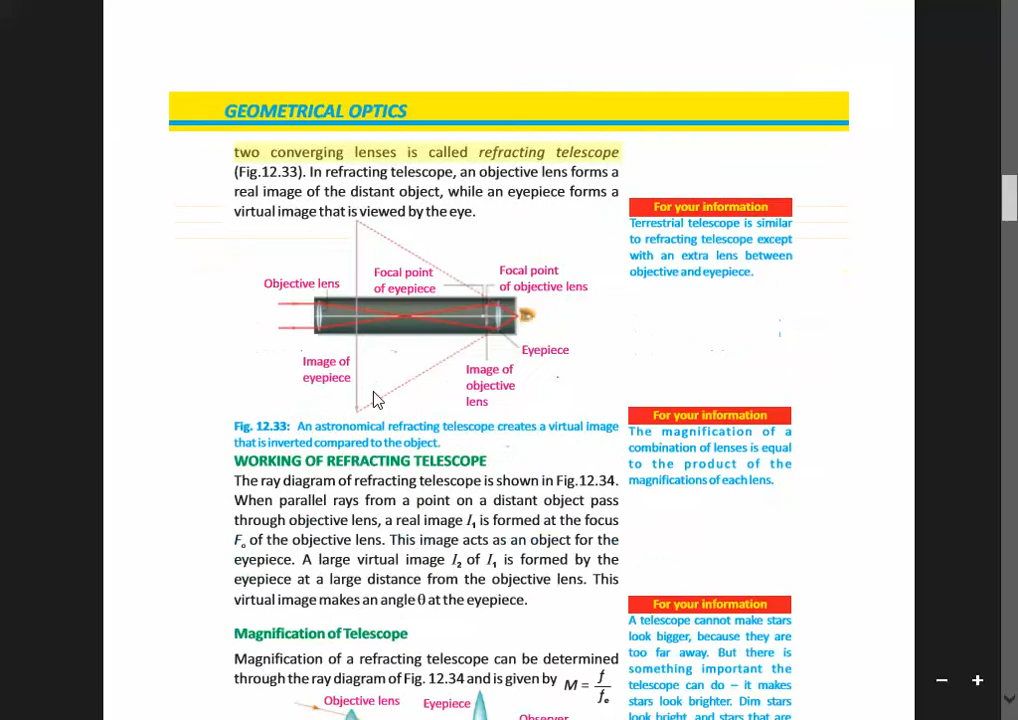 GEOMETRICAL OPTICS
two converging lenses is called refracting telescope
(Fig.12.33). In refracting telescope, an objective lens forms a
real image of the distant object, while an eyepiece forms a
virtual image that is viewed by the eye.
For your information
Terrestrial telescope is similar
to refracting telescope except
with an extra lens between
objective and eyepiece.
Objective lens
Focal point
of eyepiece
Focal point
of objective lens
Eyepiece
Image of
eyepiece
Image of
objective
lens
Fig. 12.33: An astronomical refracting telescope creates a virtual image
that is inverted compared to the object.
For your information
The magnification of a
combination of lenses is equal
to the product of the
magnifications of each lens.
WORKING OF REFRACTING TELESCOPE
The ray diagram of refracting telescope is shown in Fig.12.34.
When parallel rays from a point on a distant object pass
through objective lens, a real image I₁ is formed at the focus
Fₒ of the objective lens. This image acts as an object for the
eyepiece. A large virtual image I₂ of I₁ is formed by the
eyepiece at a large distance from the objective lens. This
virtual image makes an angle θ at the eyepiece.
For your information
A telescope cannot make stars
look bigger, because they are
too far away. But there is
something important the
telescope can do – it makes
stars look brighter. Dim stars
look bright, and stars that are
Magnification of Telescope
Magnification of a refracting telescope can be determined
through the ray diagram of Fig. 12.34 and is given by M = f / fₑ
Objective lens
Eyepiece
Observer